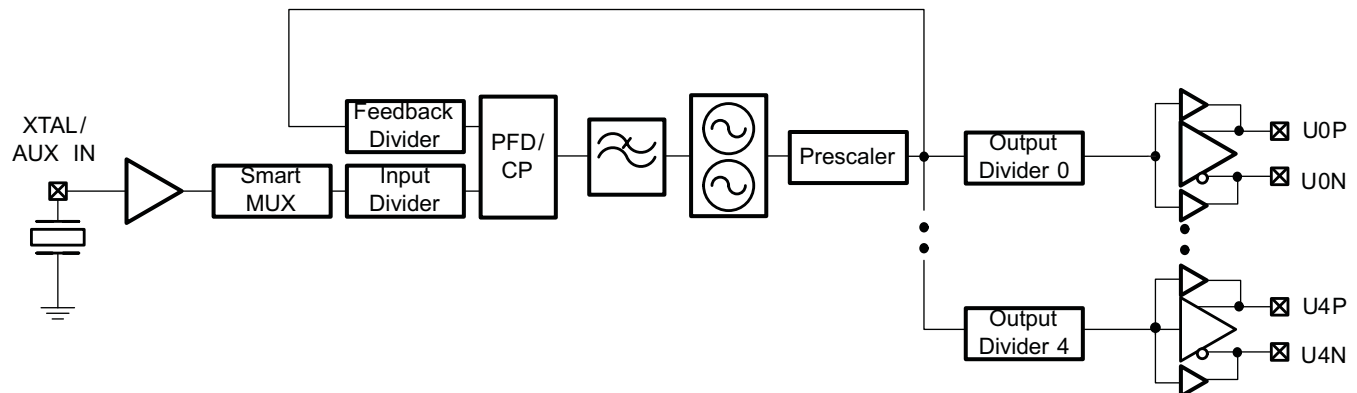 XTAL/
AUX IN
Smart
MUX
Feedback
Divider
Input
Divider
PFD/
CP
Prescaler
Output
Divider 0
U0P
U0N
Output
Divider 4
U4P
U4N